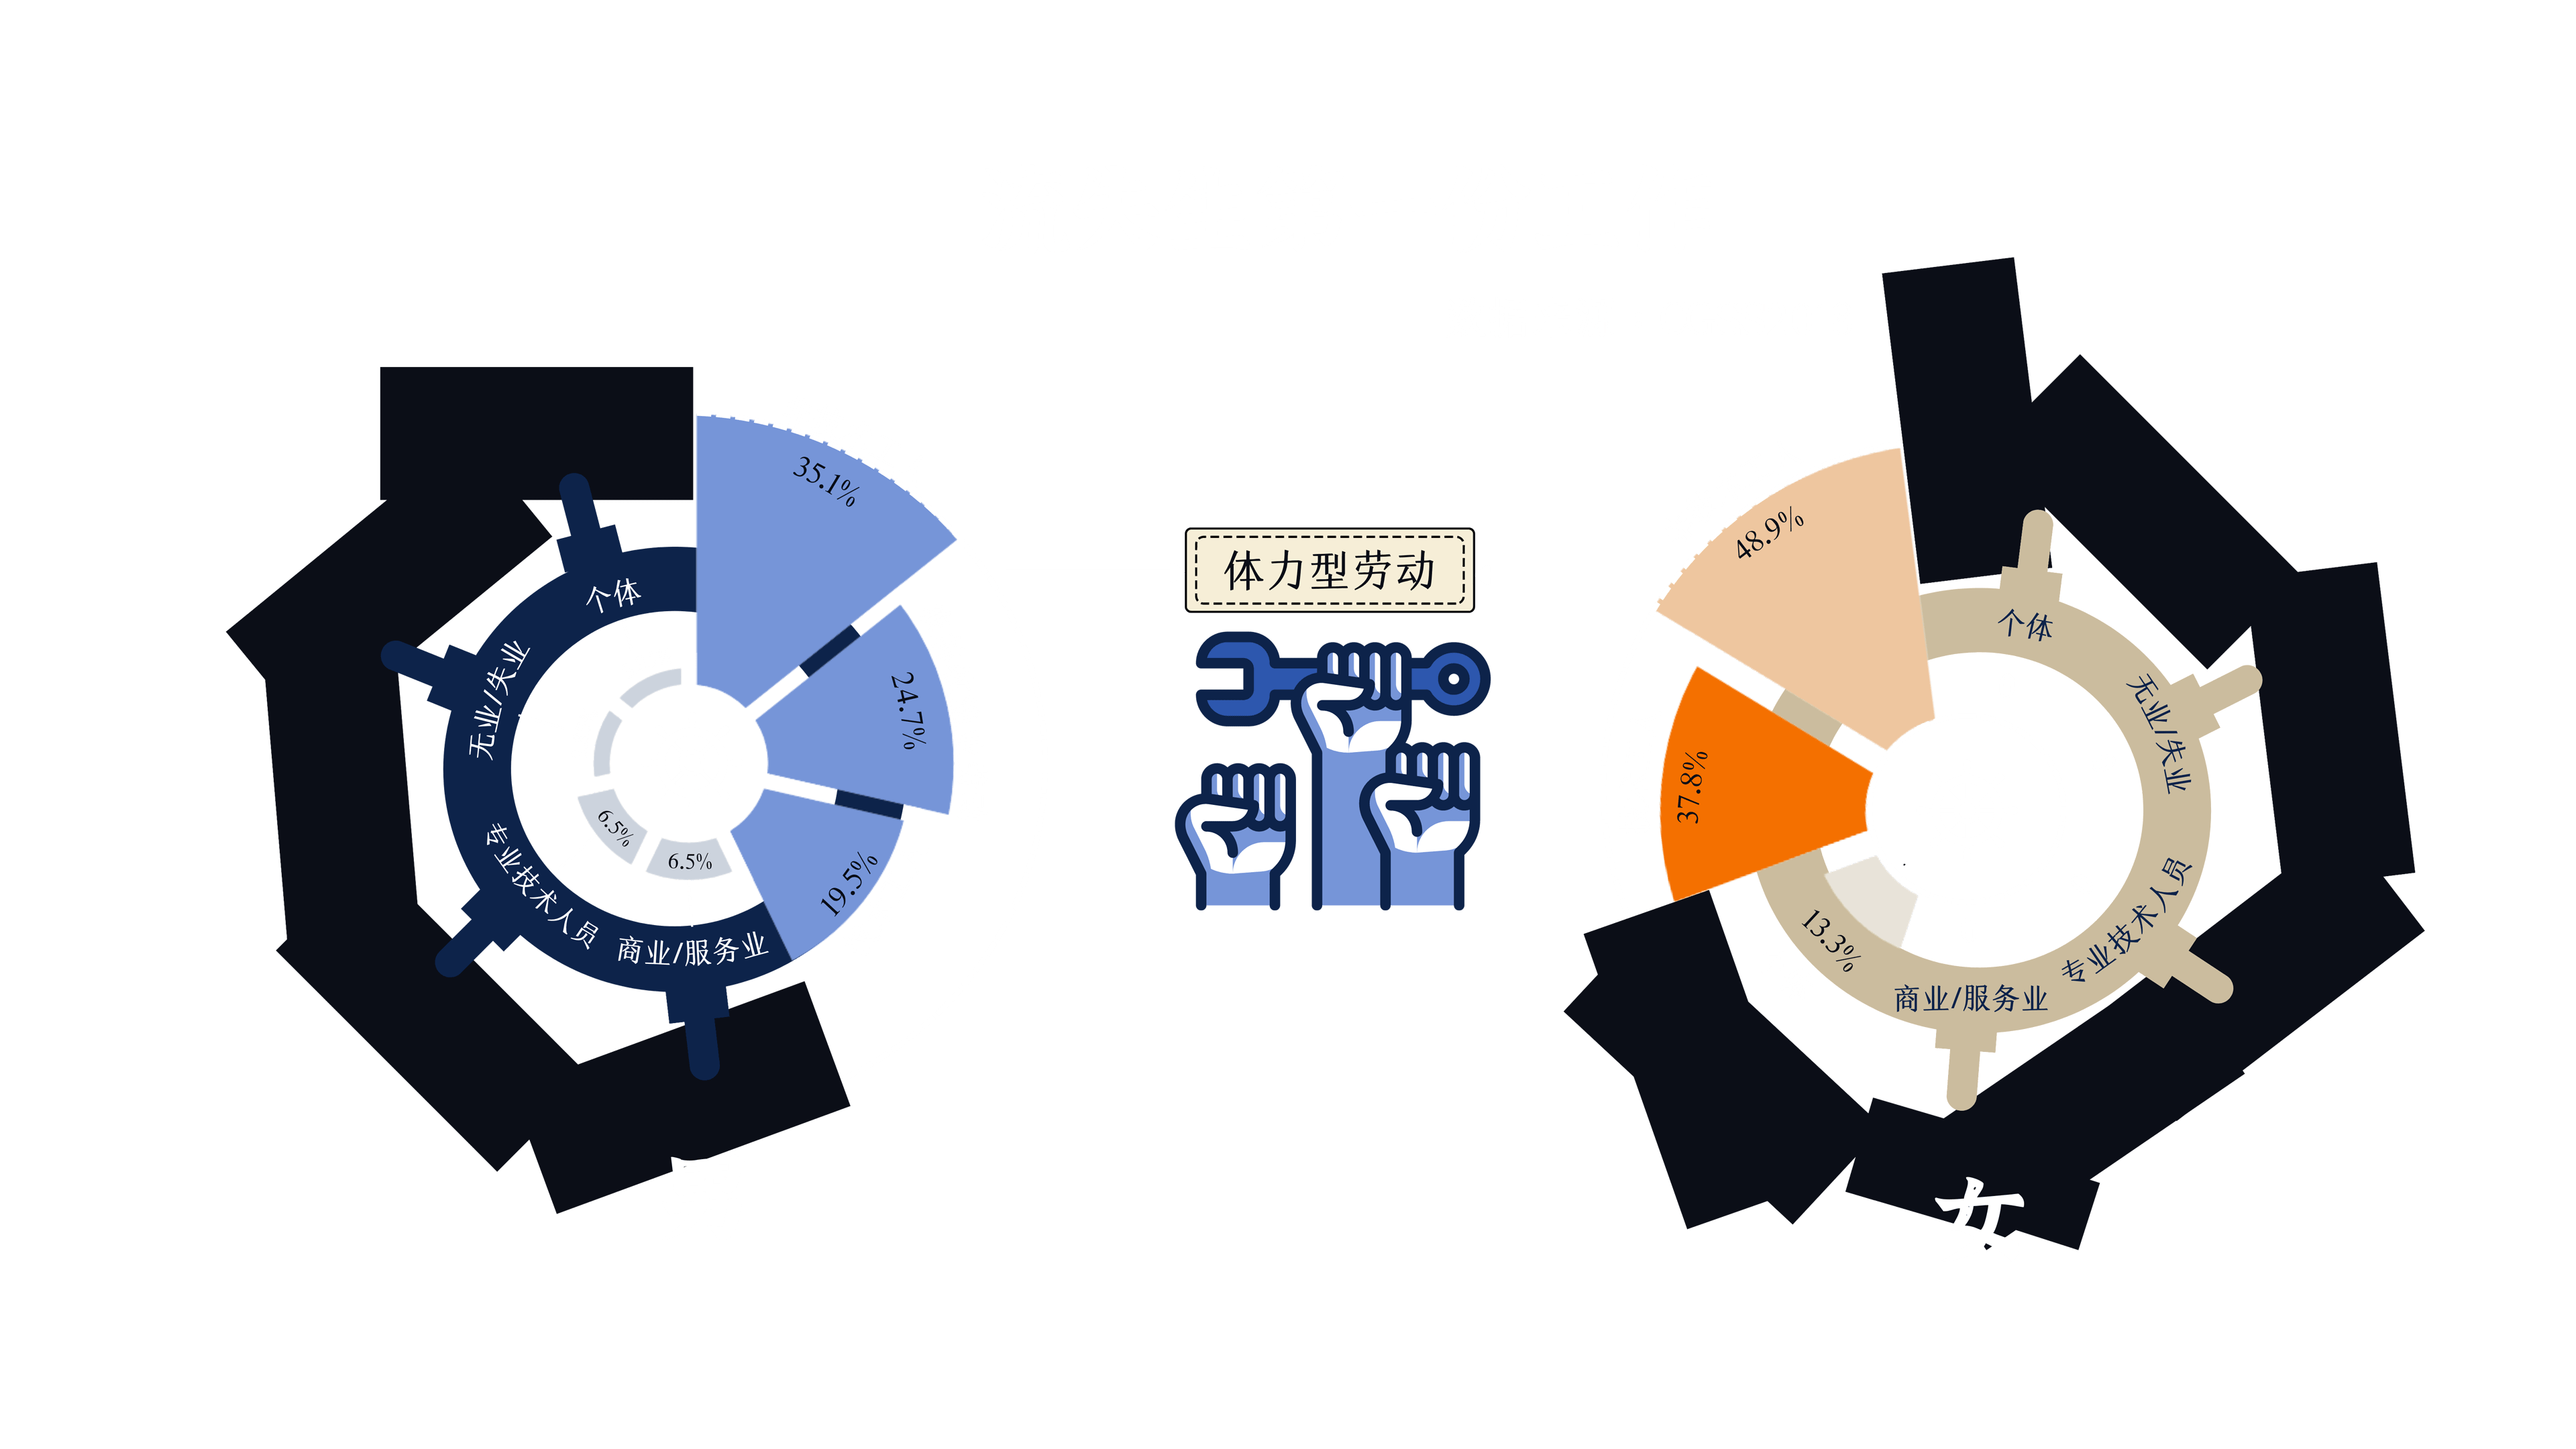 35.1%
24.7%
19.5%
6.5%
6.5%
个体
无业/失业
专业技术人员
商业/服务业
体力型劳动
48.9%
37.8%
13.3%
个体
无业/失业
专业技术人员
商业/服务业